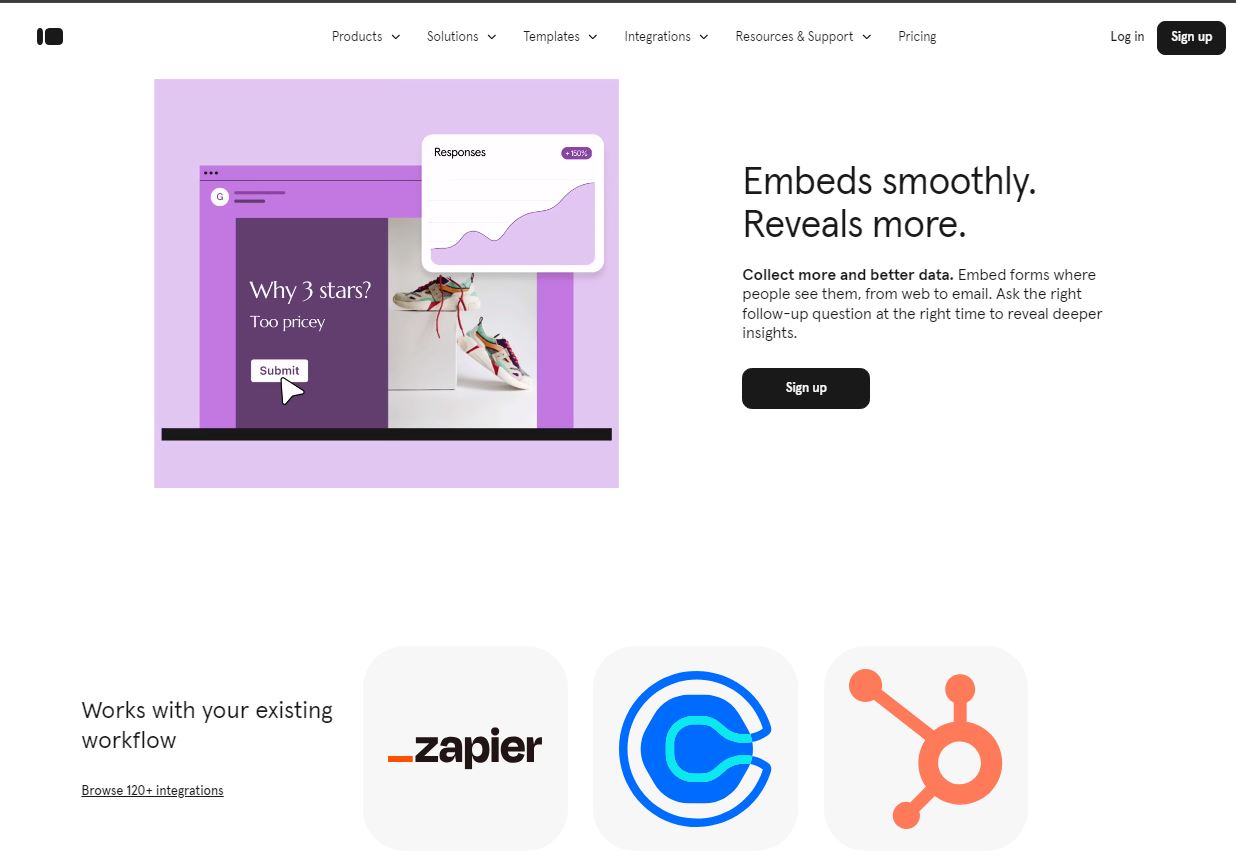 Products
Solutions
Templates
Integrations
Resources & Support
Pricing
Log in
Sign up
Responses
+150%
G
Why 3 stars?
Too pricey
Submit
Embeds smoothly.
Reveals more.
Collect more and better data. Embed forms where
people see them, from web to email. Ask the right
follow-up question at the right time to reveal deeper
insights.
Sign up
Works with your existing
workflow
Browse 120+ integrations
_zapier